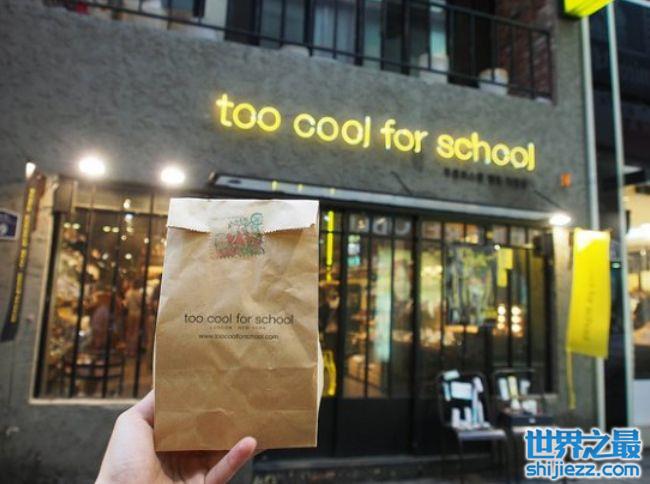 too cool for school
too cool for school
LONDON NEW YORK
www.toocoolforschool.com
世界之最
shijiezz.com